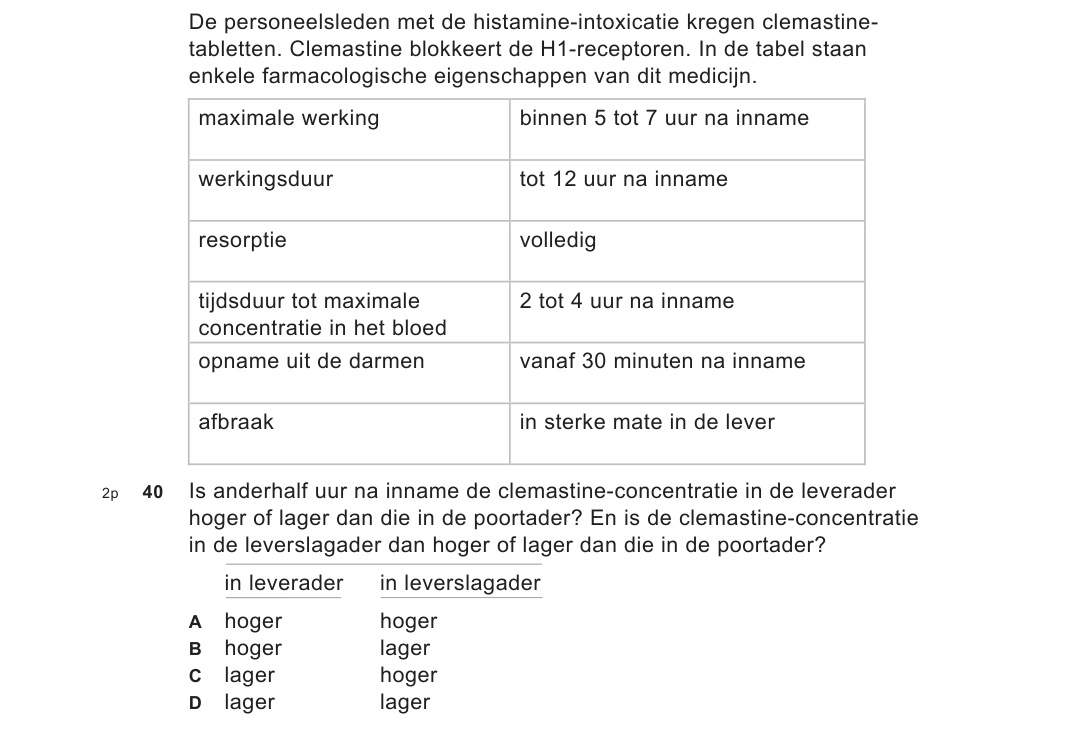 De personeelsleden met de histamine-intoxicatie kregen clemastine-
tabletten. Clemastine blokkeert de H1-receptoren. In de tabel staan
enkele farmacologische eigenschappen van dit medicijn.
maximale werking binnen 5 tot 7 uur na inname
werkingsduur tot 12 uur na inname
resorptie volledig
tijdsduur tot maximale 2 tot 4 uur na inname
concentratie in het bloed
opname uit de darmen vanaf 30 minuten na inname
afbraak in sterke mate in de lever
2p 40 Is anderhalf uur na inname de clemastine-concentratie in de leverader
hoger of lager dan die in de poortader? En is de clemastine-concentratie
in de leverslagader dan hoger of lager dan die in de poortader?
in leverader in leverslagader
A hoger hoger
B hoger lager
C lager hoger
D lager lager